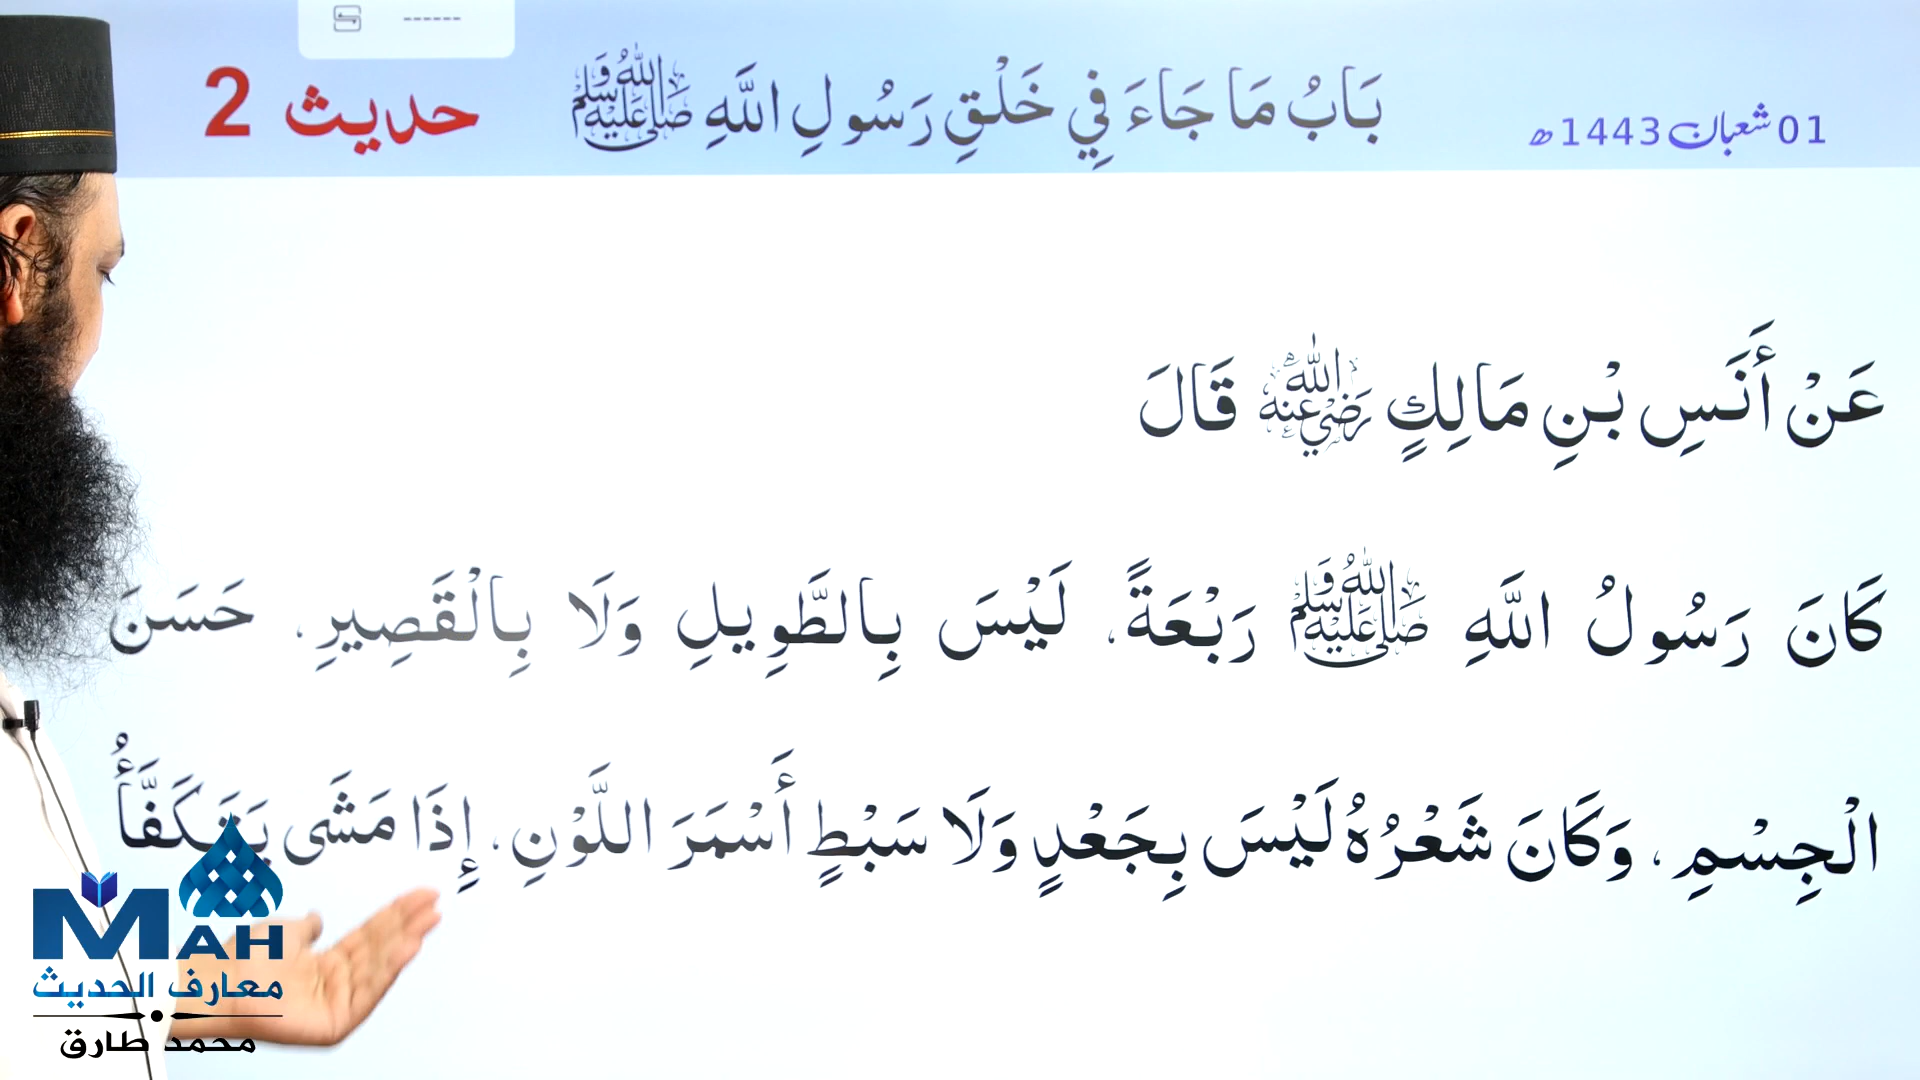 01 شعبان 1443ھ
بَابُ مَا جَاءَ فِي خَلْقِ رَسُولِ اللَّهِ ﷺ
حدیث 2
عَنْ أَنَسِ بْنِ مَالِكٍ رَضِيَ اللهُ عَنْهُ قَالَ
كَانَ رَسُولُ اللَّهِ ﷺ رَبْعَةً، لَيْسَ بِالطَّوِيلِ وَلَا بِالْقَصِيرِ، حَسَنَ
الْجِسْمِ، وَكَانَ شَعْرُهُ لَيْسَ بِجَعْدٍ وَلَا سَبْطٍ أَسْمَرَ اللَّوْنِ، إِذَا مَشَى يَتَكَفَّأُ
MAH
معارف الحدیث
محمد طارق